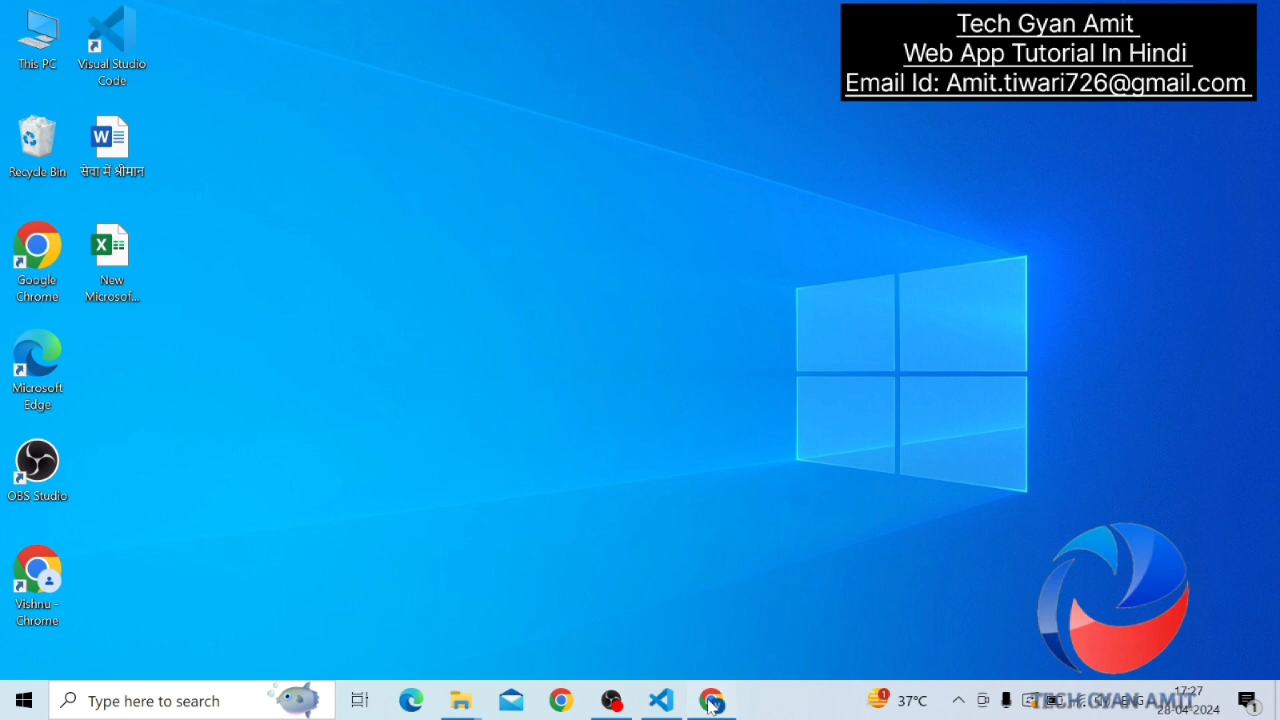 Tech Gyan Amit
Web App Tutorial In Hindi
Email Id: Amit.tiwari726@gmail.com
This PC
Visual Studio
Code
Recycle Bin
सेवा में श्रीमान
Google
Chrome
New
Microsof...
Microsoft
Edge
OBS Studio
Vishnu -
Chrome
Type here to search
1
37°C
ENG
17:27
28-04-2024
1
TECH GYAN AMIT